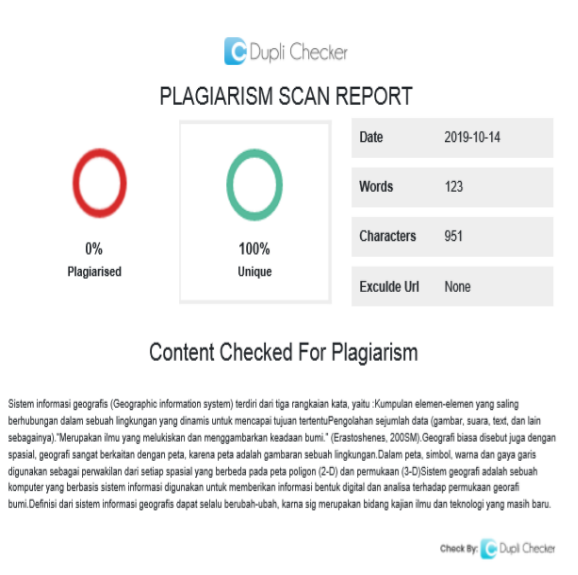 Dupli Checker
PLAGIARISM SCAN REPORT
0%
Plagiarised
100%
Unique
Date 2019-10-14
Words 123
Characters 951
Exculde Url None
Content Checked For Plagiarism
Sistem informasi geografis (Geographic information system) terdiri dari tiga rangkaian kata, yaitu :Kumpulan elemen-elemen yang saling
berhubungan dalam sebuah lingkungan yang dinamis untuk mencapai tujuan tertentuPengolahan sejumlah data (gambar, suara, text, dan lain
sebagainya)."Merupakan ilmu yang melukiskan dan menggambarkan keadaan bumi." (Erastoshenes, 200SM).Geografi biasa disebut juga dengan
spasial, geografi sangat berkaitan dengan peta, karena peta adalah gambaran sebuah lingkungan.Dalam peta, simbol, warna dan gaya garis
digunakan sebagai perwakilan dari setiap spasial yang berbeda pada peta poligon (2-D) dan permukaan (3-D)Sistem geografi adalah sebuah
komputer yang berbasis sistem informasi digunakan untuk memberikan informasi bentuk digital dan analisa terhadap permukaan georafi
bumi.Definisi dari sistem informasi geografis dapat selalu berubah-ubah, karna sig merupakan bidang kajian ilmu dan teknologi yang masih baru.
Check By: Dupli Checker